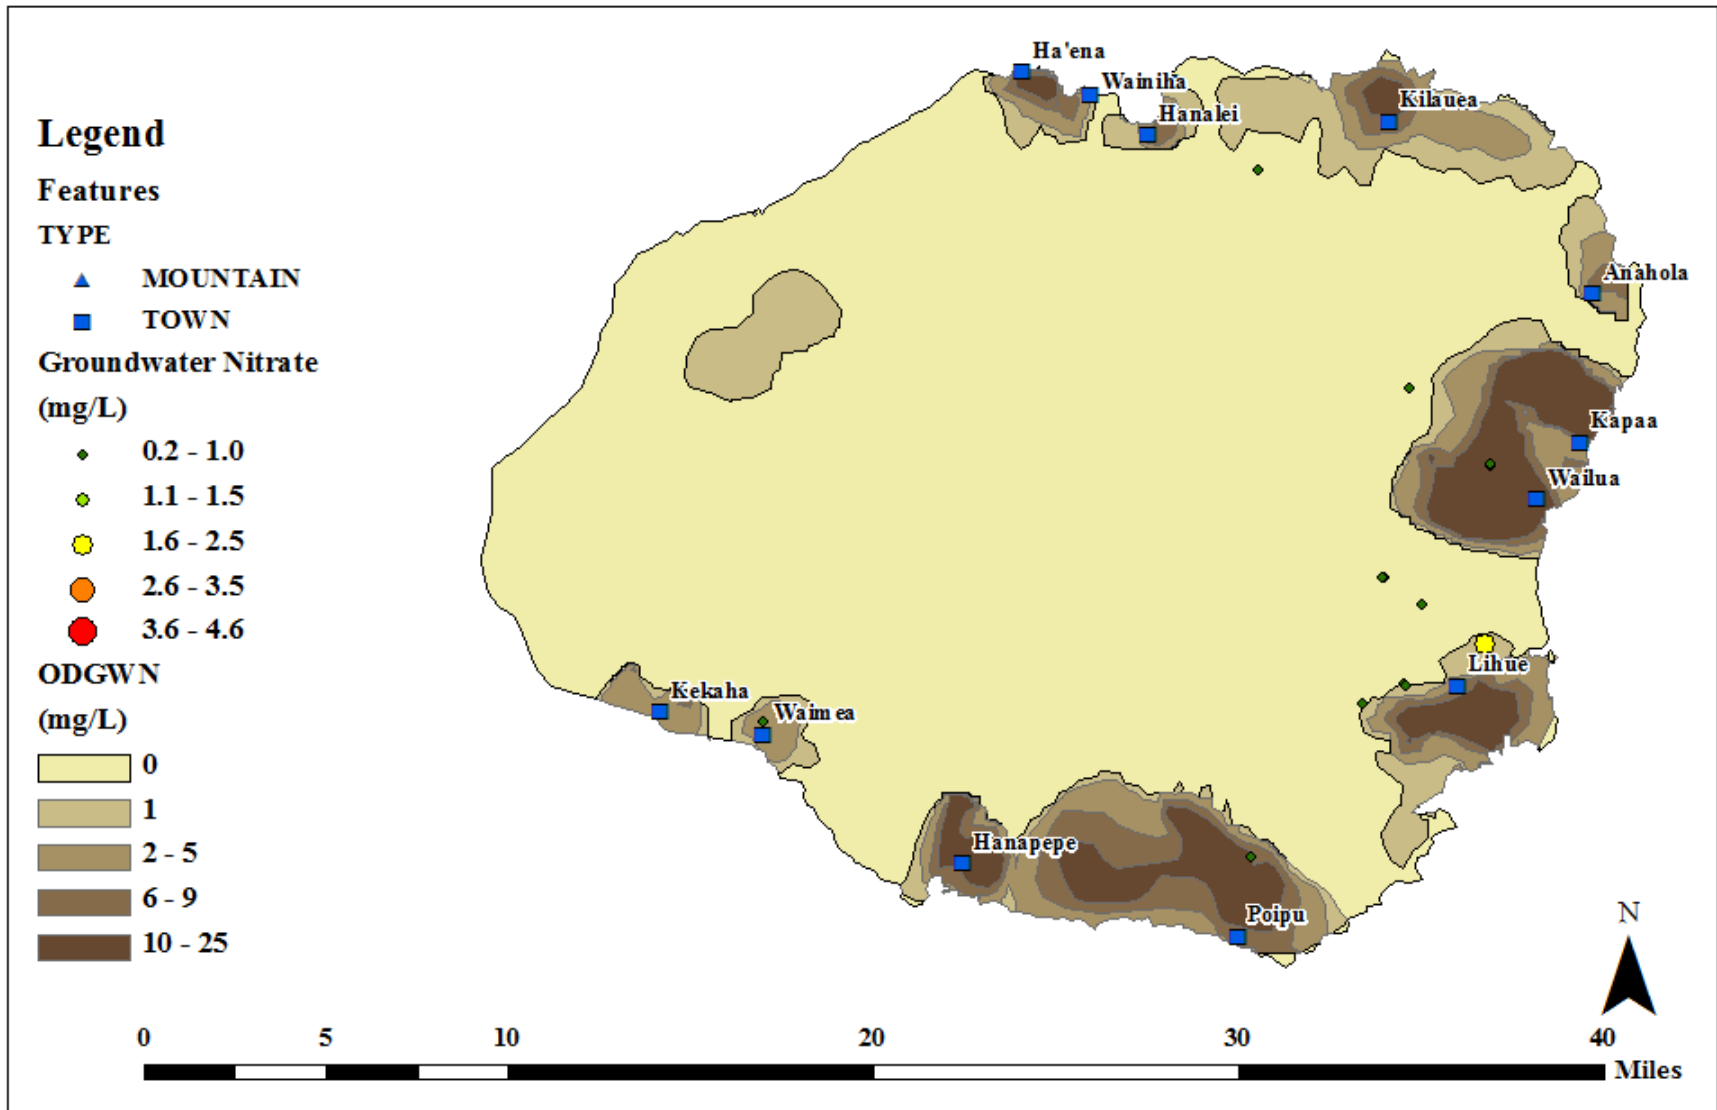 Legend
Features
TYPE
MOUNTAIN
TOWN
Groundwater Nitrate
(mg/L)
0.2 - 1.0
1.1 - 1.5
1.6 - 2.5
2.6 - 3.5
3.6 - 4.6
ODGWN
(mg/L)
0
1
2 - 5
6 - 9
10 - 25
Ha'ena
Wainiha
Hanalei
Kilauea
Anahola
Kapaa
Wailua
Lihue
Kekaha
Waimea
Hanapepe
Poipu
N
0 5 10 20 30 40
Miles